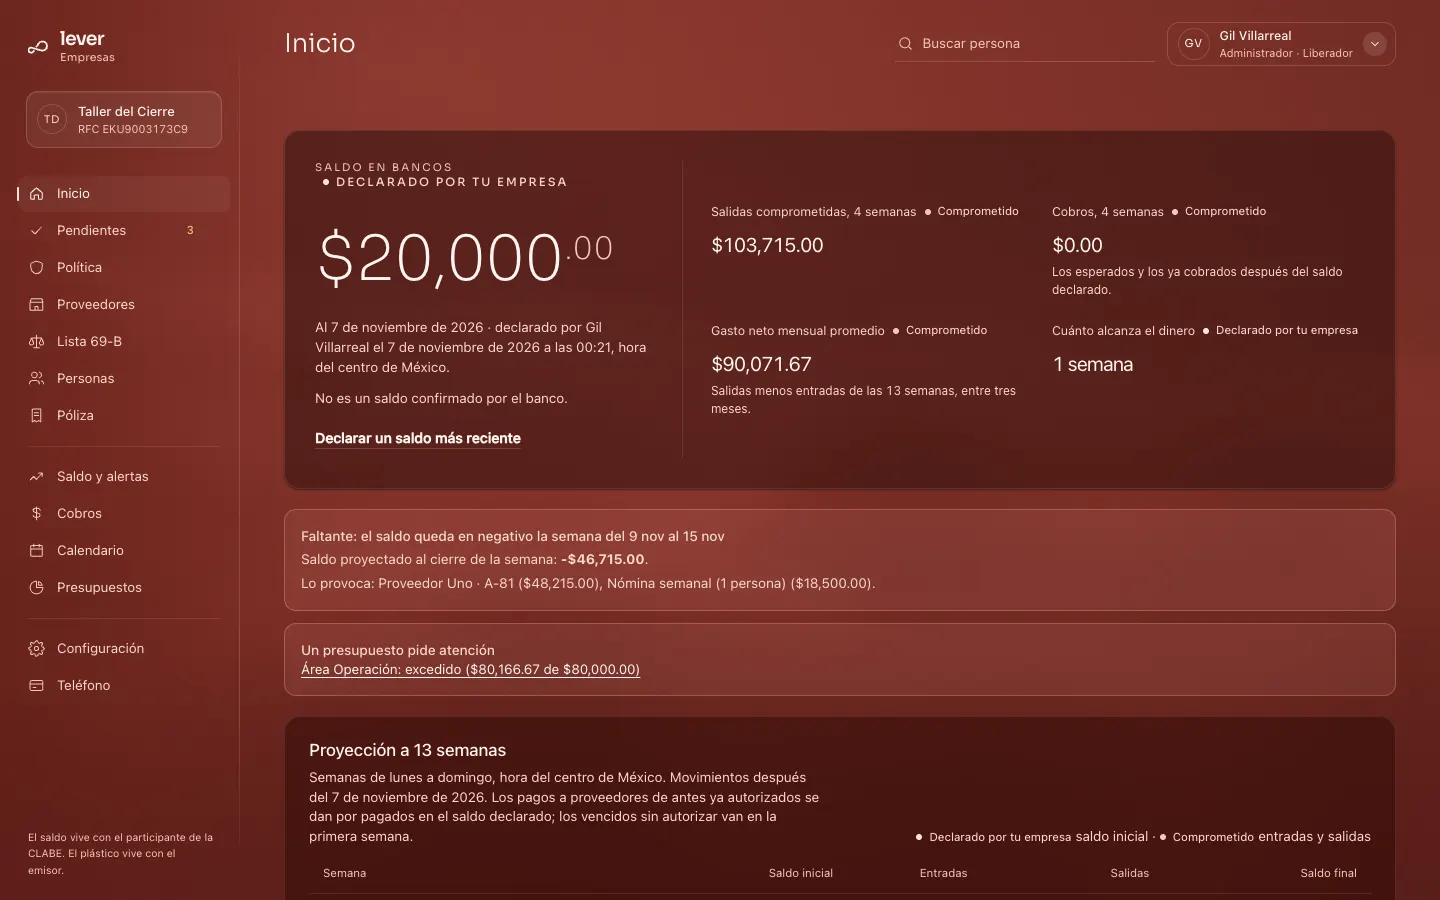 lever
Empresas
TD
Taller del Cierre
RFC EKU9003173C9
Inicio
Pendientes 3
Política
Proveedores
Lista 69-B
Personas
Póliza
Saldo y alertas
Cobros
Calendario
Presupuestos
Configuración
Teléfono
El saldo vive con el participante de la
CLABE. El plástico vive con el
emisor.
Inicio
Buscar persona
GV
Gil Villarreal
Administrador · Liberador
SALDO EN BANCOS
DECLARADO POR TU EMPRESA
$20,000.00
Al 7 de noviembre de 2026 · declarado por Gil
Villarreal el 7 de noviembre de 2026 a las 00:21, hora
del centro de México.
No es un saldo confirmado por el banco.
Declarar un saldo más reciente
Salidas comprometidas, 4 semanas ● Comprometido
$103,715.00
Cobros, 4 semanas ● Comprometido
$0.00
Los esperados y los ya cobrados después del saldo
declarado.
Gasto neto mensual promedio ● Comprometido
$90,071.67
Salidas menos entradas de las 13 semanas, entre tres
meses.
Cuánto alcanza el dinero ● Declarado por tu empresa
1 semana
Faltante: el saldo queda en negativo la semana del 9 nov al 15 nov
Saldo proyectado al cierre de la semana: -$46,715.00.
Lo provoca: Proveedor Uno · A-81 ($48,215.00), Nómina semanal (1 persona) ($18,500.00).
Un presupuesto pide atención
Área Operación: excedido ($80,166.67 de $80,000.00)
Proyección a 13 semanas
Semanas de lunes a domingo, hora del centro de México. Movimientos después
del 7 de noviembre de 2026. Los pagos a proveedores de antes ya autorizados se
dan por pagados en el saldo declarado; los vencidos sin autorizar van en la
primera semana.
● Declarado por tu empresa saldo inicial · ● Comprometido entradas y salidas
Semana Saldo inicial Entradas Salidas Saldo final